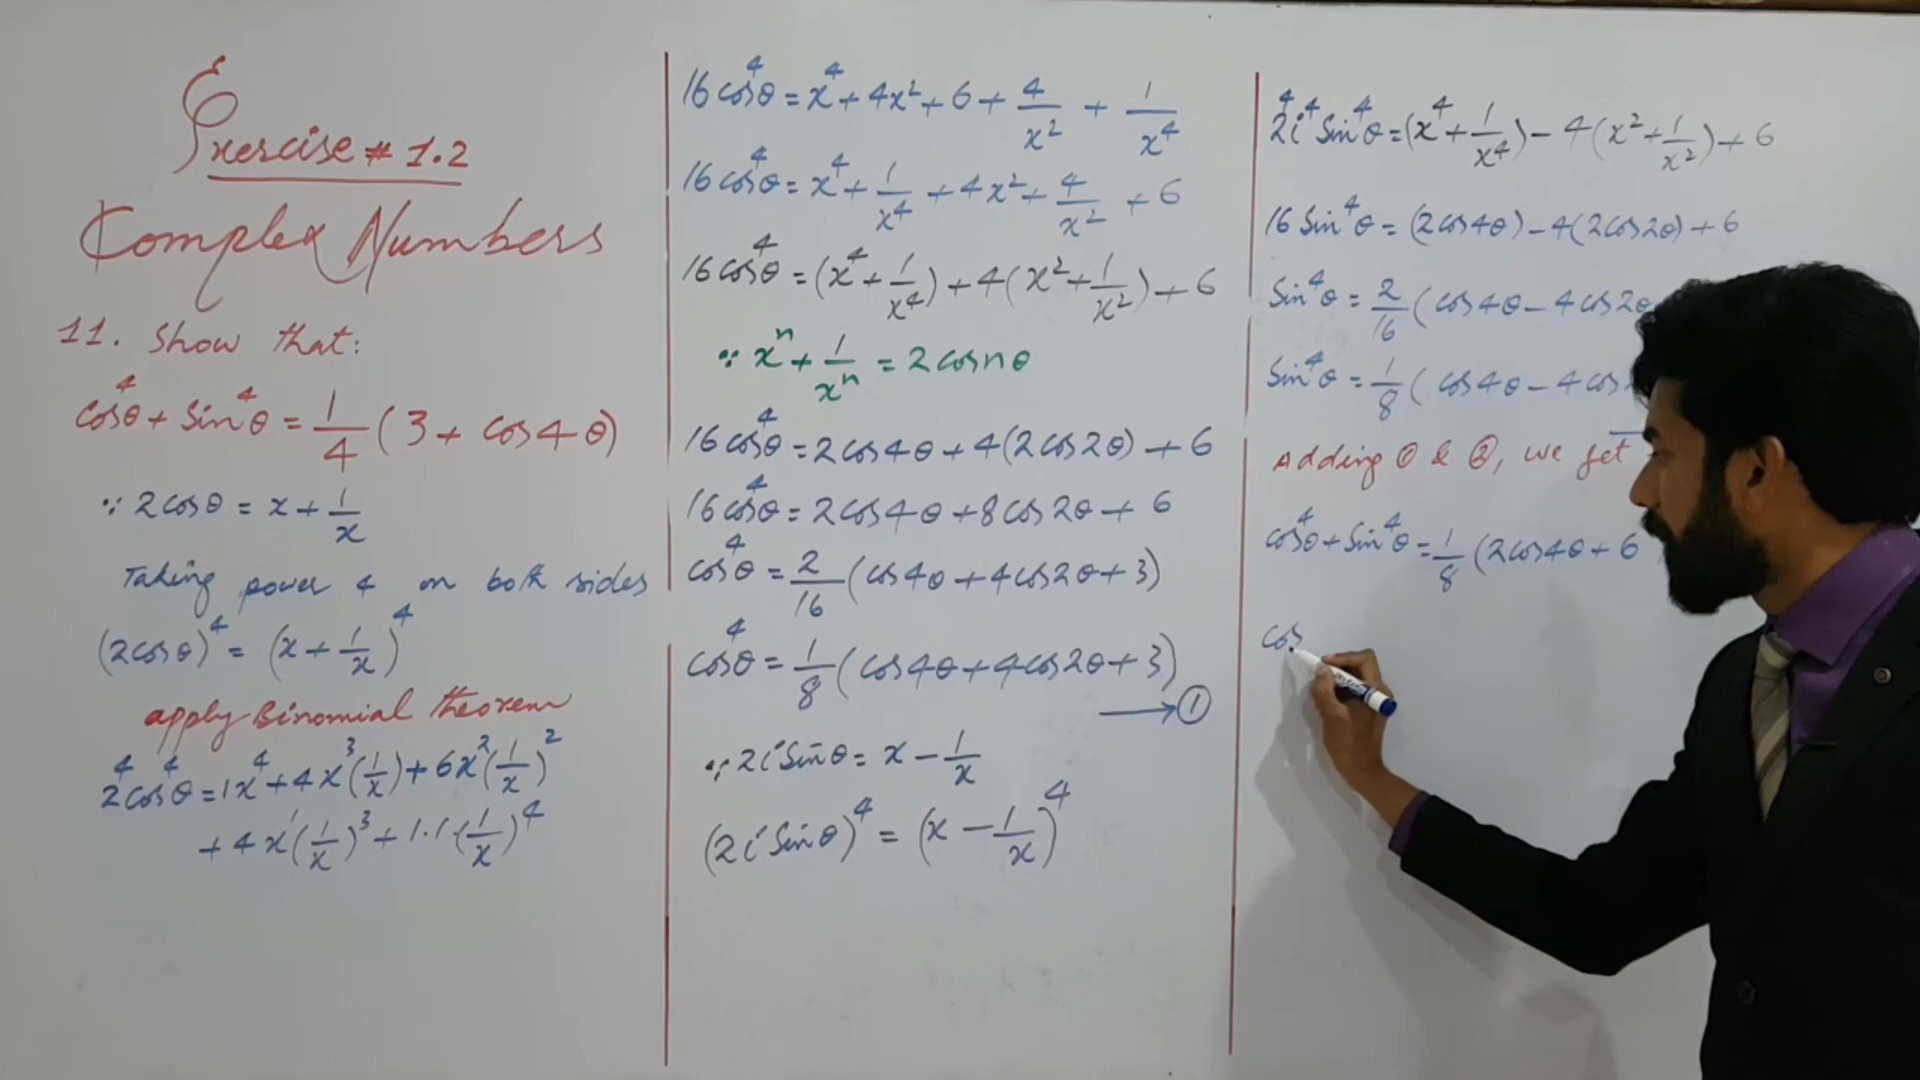 Exercise # 1.2
Complex Numbers
11. Show that:
cos⁴θ + Sin⁴θ = 1/4 (3 + cos4θ)
∵ 2cosθ = x + 1/x
Taking power 4 on both sides
(2cosθ)⁴ = (x + 1/x)⁴
apply Binomial theorem
2⁴cos⁴θ = 1x⁴ + 4x³(1/x) + 6x²(1/x)²
+ 4x¹(1/x)³ + 1.1.(1/x)⁴
16cos⁴θ = x⁴ + 4x² + 6 + 4/x² + 1/x⁴
16cos⁴θ = x⁴ + 1/x⁴ + 4x² + 4/x² + 6
16cos⁴θ = (x⁴ + 1/x⁴) + 4(x² + 1/x²) + 6
∵ xⁿ + 1/xⁿ = 2cosnθ
16cos⁴θ = 2cos4θ + 4(2cos2θ) + 6
16cos⁴θ = 2cos4θ + 8cos2θ + 6
cos⁴θ = 2/16 (cos4θ + 4cos2θ + 3)
cos⁴θ = 1/8 (cos4θ + 4cos2θ + 3)
→ ①
∵ 2iSinθ = x − 1/x
(2iSinθ)⁴ = (x − 1/x)⁴
2⁴i⁴Sin⁴θ = (x⁴ + 1/x⁴) − 4(x² + 1/x²) + 6
16Sin⁴θ = (2cos4θ) − 4(2cos2θ) + 6
Sin⁴θ = 2/16 (cos4θ − 4cos2θ
Sin⁴θ = 1/8 (cos4θ − 4cos
Adding ① & ②, we get
cos⁴θ + Sin⁴θ = 1/8 (2cos4θ + 6
cos